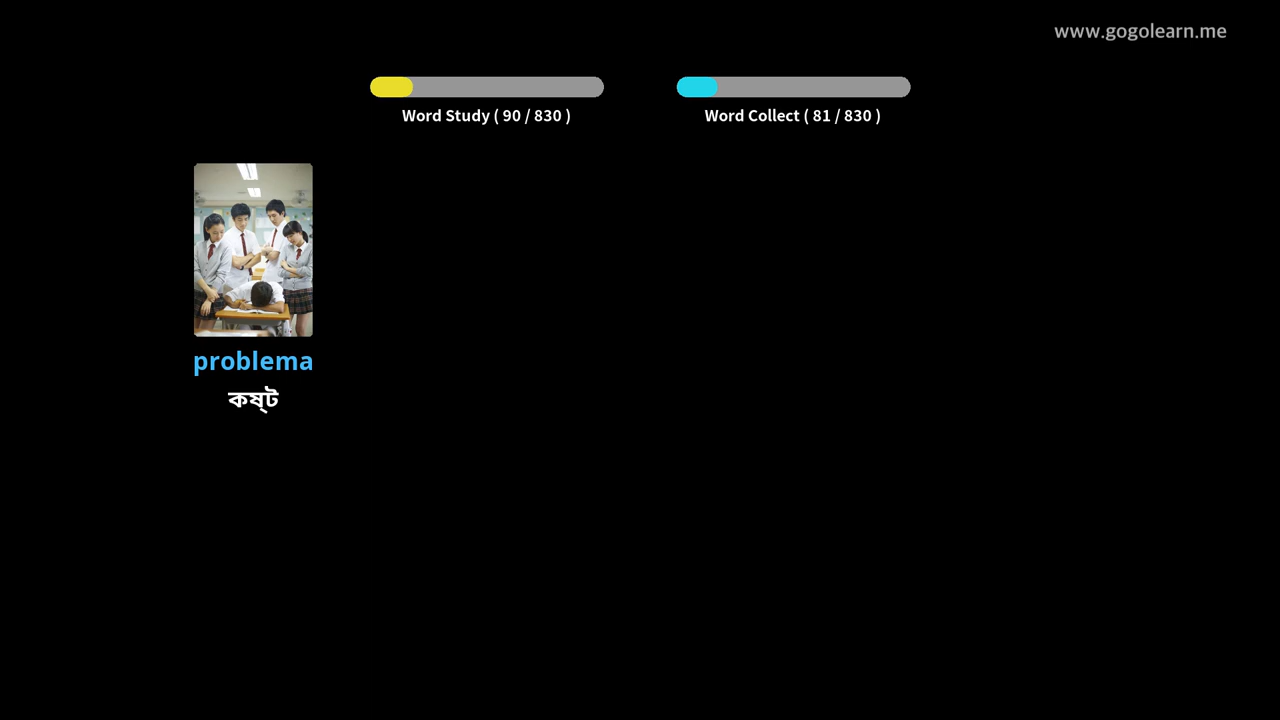 www.gogolearn.me
Word Study ( 90 / 830 )
Word Collect ( 81 / 830 )
problema
কষ্ট